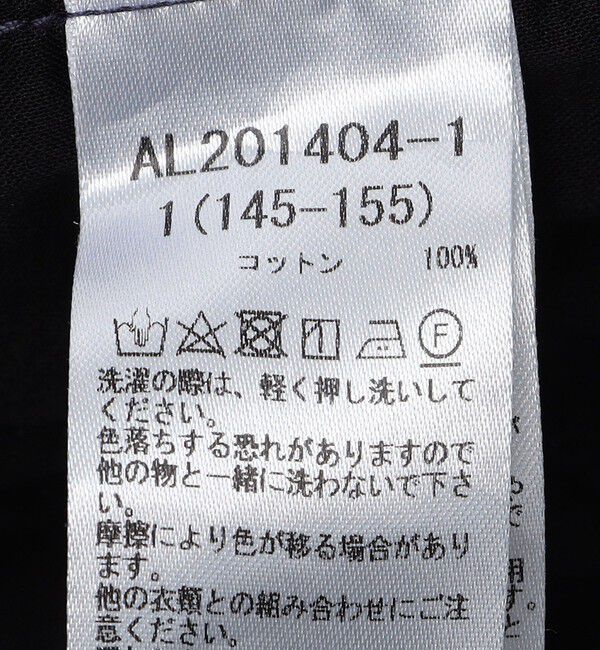 AL201404-1
1(145-155)
コットン 100%
F
洗濯の際は、軽く押し洗いして
ください。
色落ちする恐れがありますので
他の物と一緒に洗わないで下さ
い。
摩擦により色が移る場合があり
ます。
他の衣類との組み合わせにご注
意ください。